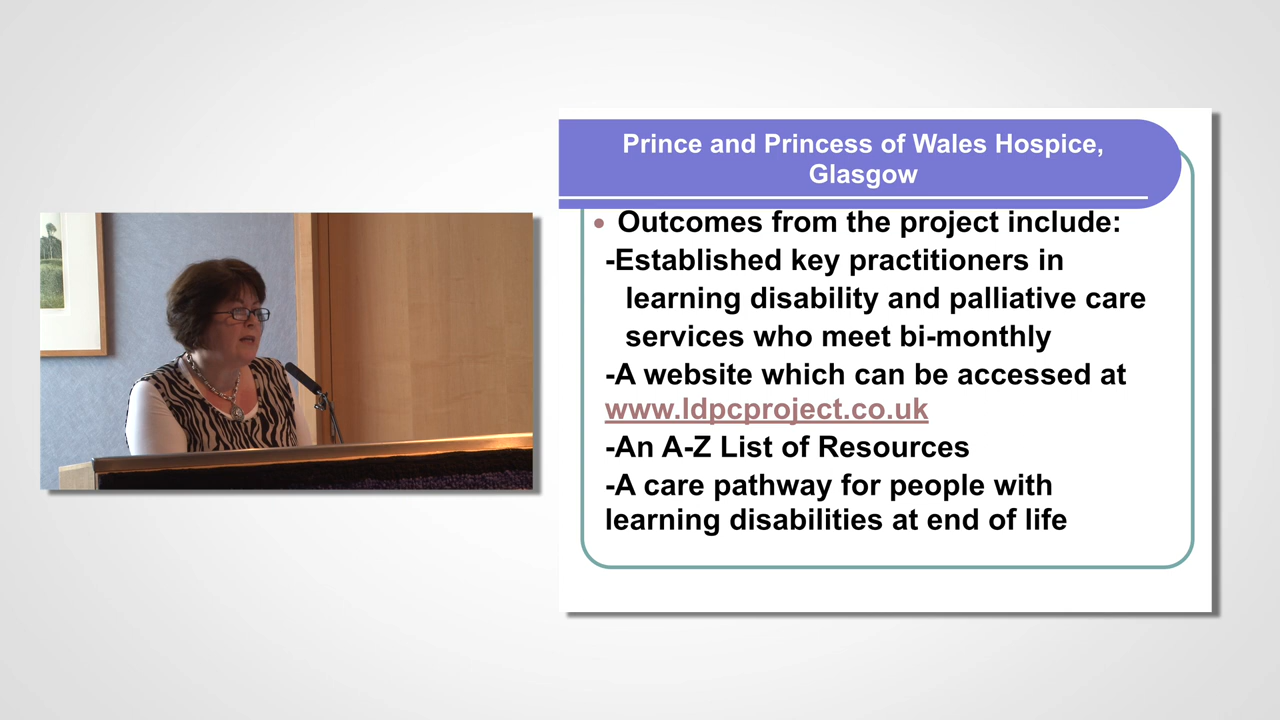 Prince and Princess of Wales Hospice,
Glasgow
• Outcomes from the project include:
-Established key practitioners in
learning disability and palliative care
services who meet bi-monthly
-A website which can be accessed at
www.ldpcproject.co.uk
-An A-Z List of Resources
-A care pathway for people with
learning disabilities at end of life